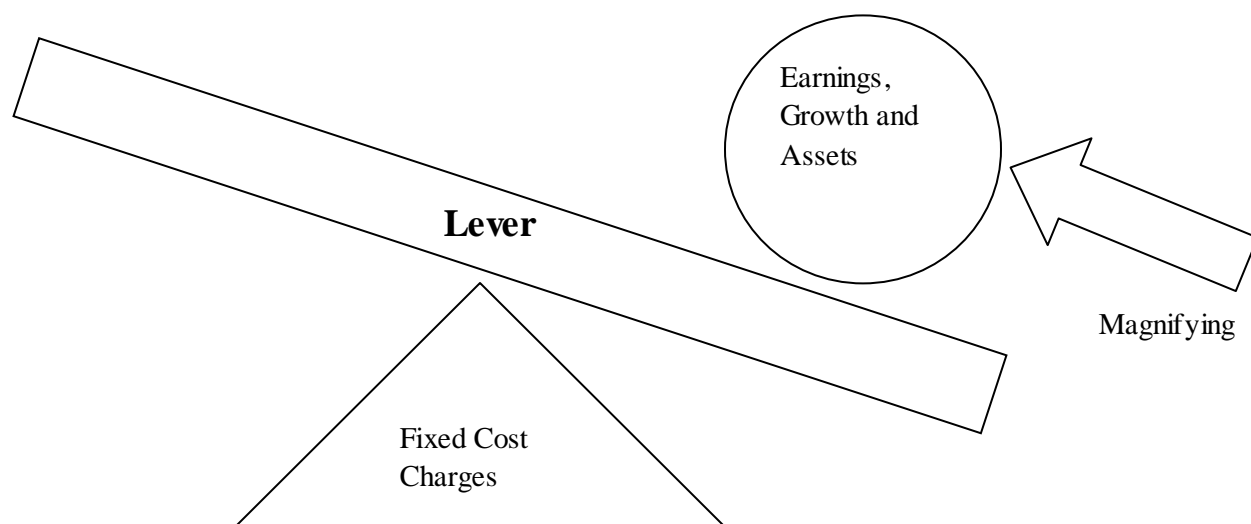 Earnings,
Growth and
Assets
Lever
Magnifying
Fixed Cost
Charges